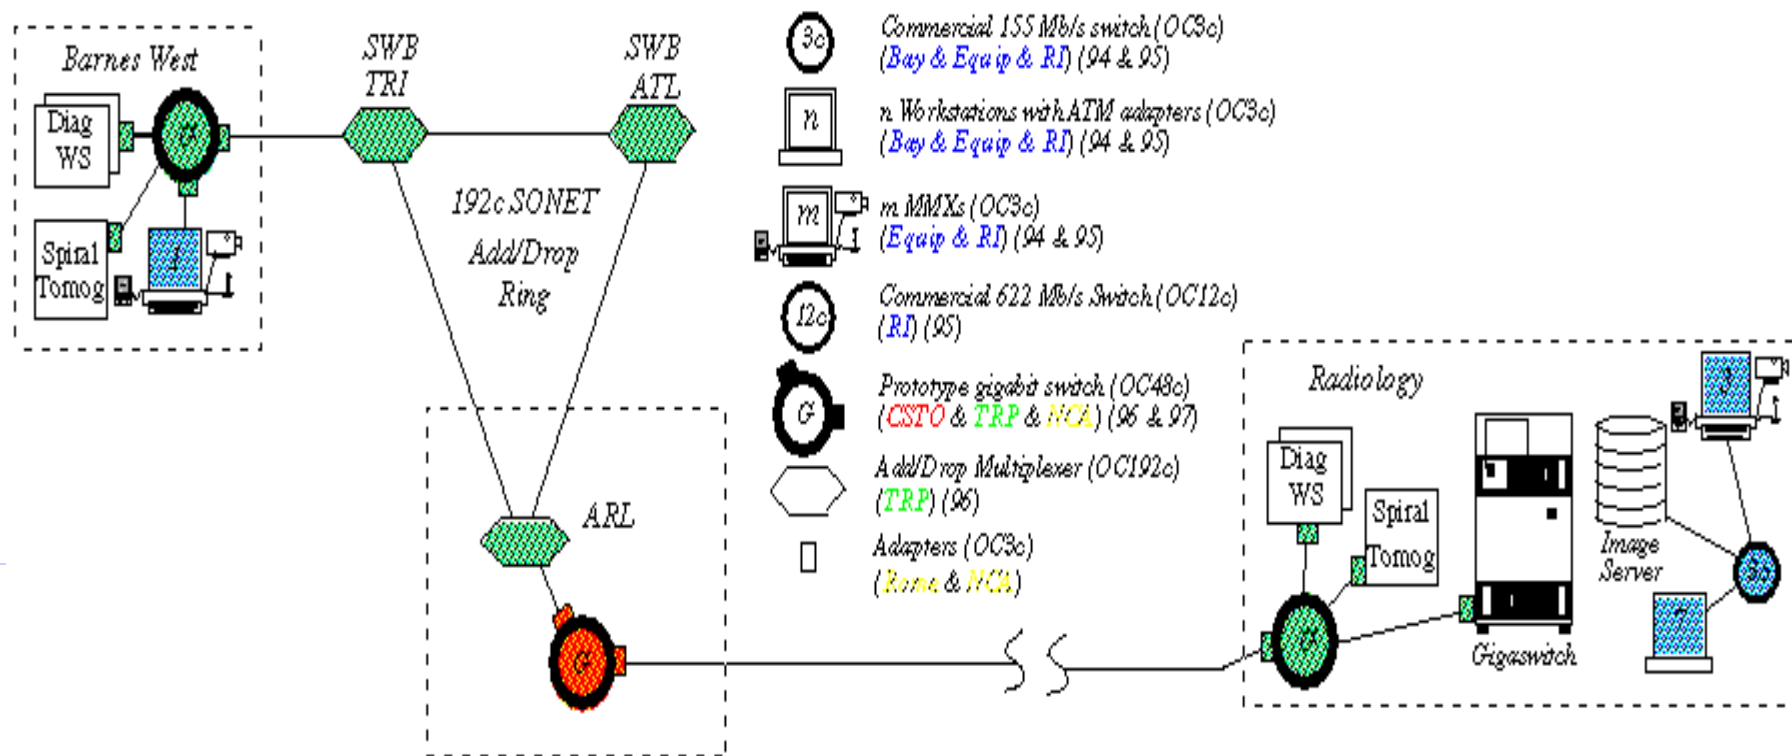 Barnes West
Diag
WS
Spiral
Tomog
1
SWB
TRI
SWB
ATL
192c SONET
Add/Drop
Ring
ARL
G
3c
Commercial 155 Mb/s switch (OC3c)
(Bay & Equip & RI) (94 & 95)
n
n Workstations with ATM adapters (OC3c)
(Bay & Equip & RI) (94 & 95)
m
m MMXs (OC3c)
(Equip & RI) (94 & 95)
12c
Commercial 622 Mb/s Switch (OC12c)
(RI) (95)
G
Prototype gigabit switch (OC48c)
(CSTO & TRP & NCA) (96 & 97)
Add/Drop Multiplexer (OC192c)
(TRP) (96)
Adapters (OC3c)
(Rome & NCA)
Radiology
Diag
WS
Spiral
Tomog
Gigaswitch
Image
Server
3
3c
7